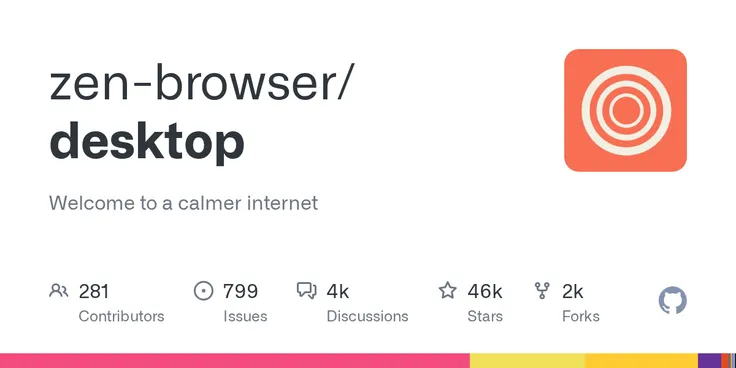 zen-browser/
desktop
Welcome to a calmer internet
281
Contributors
799
Issues
4k
Discussions
46k
Stars
2k
Forks